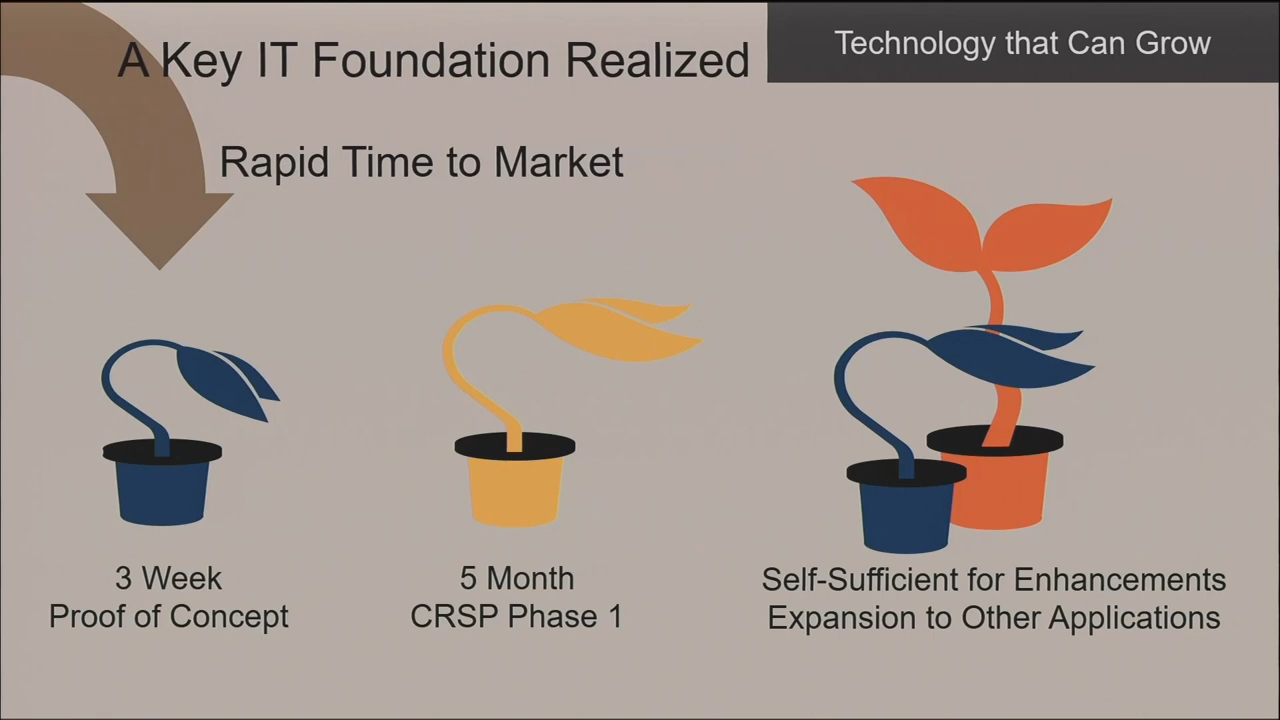 A Key IT Foundation Realized
Technology that Can Grow
Rapid Time to Market
3 Week
Proof of Concept
5 Month
CRSP Phase 1
Self-Sufficient for Enhancements
Expansion to Other Applications